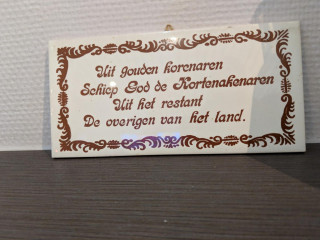 Uit gouden korenaren
Schiep God de Kortenakenaren
Uit het restant
De overigen van het land.